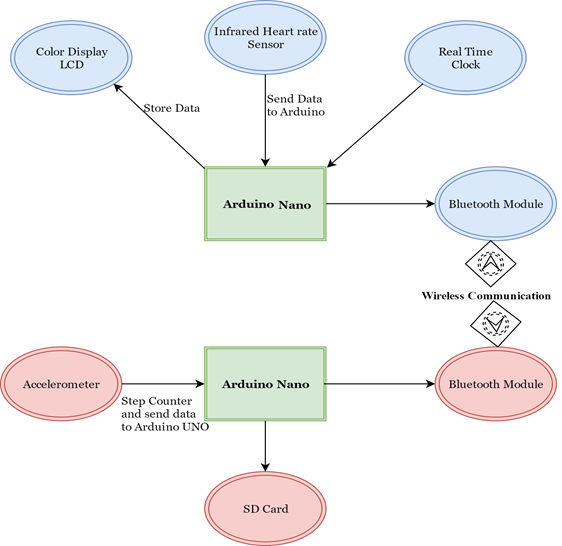 Color Display
LCD
Infrared Heart rate
Sensor
Real Time
Clock
Store Data
Send Data
to Arduino
Arduino Nano
Bluetooth Module
Wireless Communication
Accelerometer
Step Counter
and send data
to Arduino UNO
Arduino Nano
Bluetooth Module
SD Card